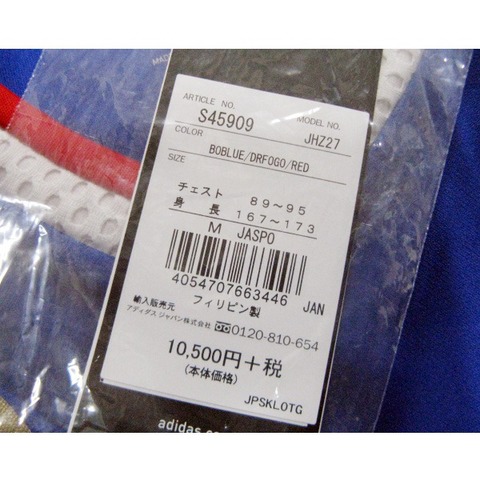 MADE
ARTICLE NO.
S45909
MODEL NO.
JHZ27
COLOR
BOBLUE/DRFOGO/RED
SIZE
チェスト 89～95
身長 167～173
M JASPO
4054707663446 JAN
輸入販売元 フィリピン製
アディダス ジャパン株式会社 0120-810-654
10,500円+税
(本体価格)
JPSKLOTG
adidas.co